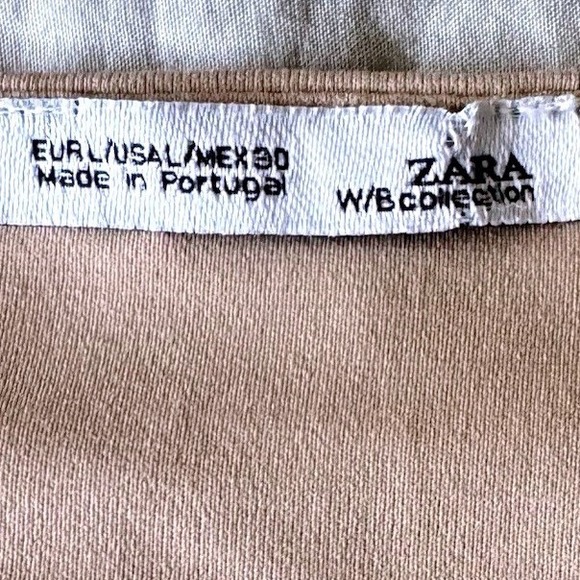 EUR L/USA L/MEX 30
Made in Portugal
ZARA
W/B collection